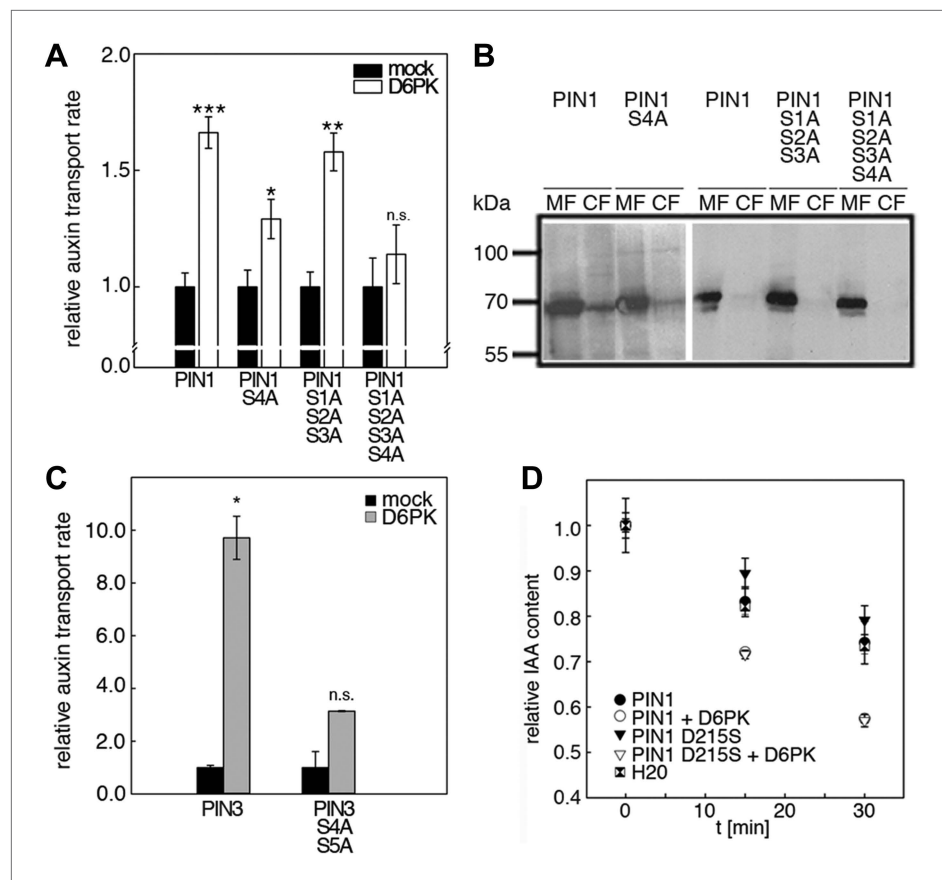 A
relative auxin transport rate
2.0
1.5
1.0
0.0
mock
D6PK
***
*
**
n.s.
PIN1
PIN1
S4A
PIN1
S1A
S2A
S3A
PIN1
S1A
S2A
S3A
S4A
B
PIN1
PIN1
S4A
PIN1
PIN1
S1A
S2A
S3A
PIN1
S1A
S2A
S3A
S4A
kDa
MF CF MF CF MF CF MF CF MF CF
100
70
55
C
relative auxin transport rate
10.0
8.0
6.0
4.0
2.0
0.0
mock
D6PK
*
n.s.
PIN3
PIN3
S4A
S5A
D
relative IAA content
1.0
0.9
0.8
0.7
0.6
0.5
0.4
PIN1
PIN1 + D6PK
PIN1 D215S
PIN1 D215S + D6PK
H20
0 10 20 30
t [min]